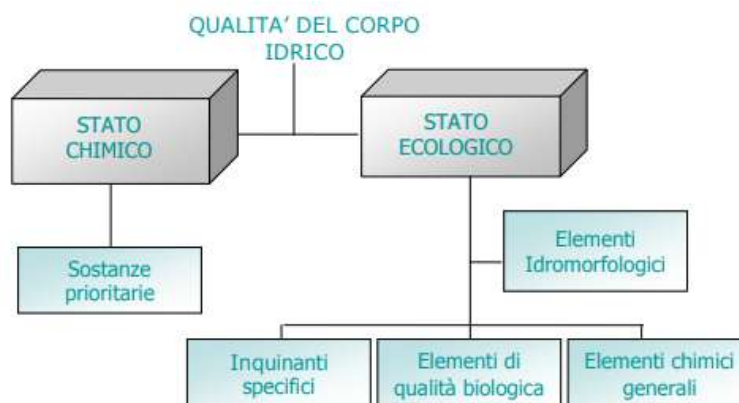 QUALITA' DEL CORPO
IDRICO
STATO
CHIMICO
STATO
ECOLOGICO
Sostanze
prioritarie
Elementi
Idromorfologici
Inquinanti
specifici
Elementi di
qualità biologica
Elementi chimici
generali